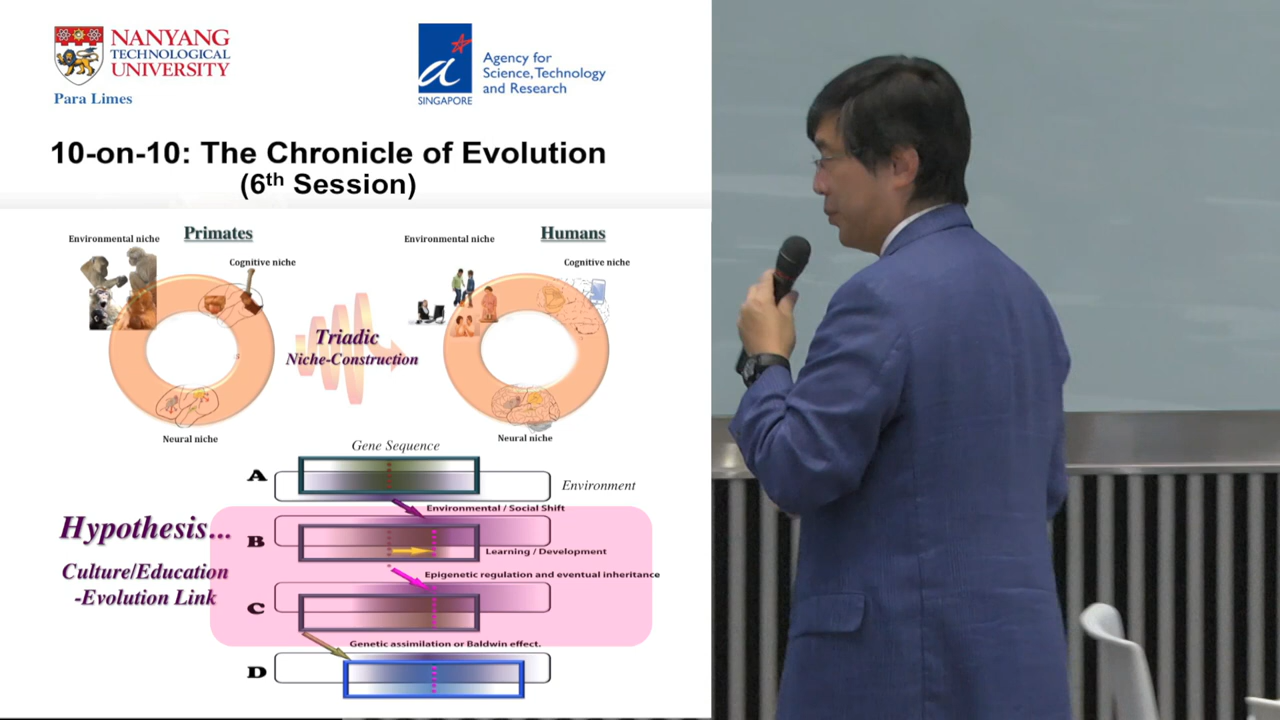 NANYANG
TECHNOLOGICAL
UNIVERSITY
Para Limes
a
SINGAPORE
Agency for
Science, Technology
and Research
10-on-10: The Chronicle of Evolution
(6th Session)
Environmental niche
Primates
Cognitive niche
Neural niche
Triadic
Niche-Construction
Environmental niche
Humans
Cognitive niche
Neural niche
Gene Sequence
A
Environment
Environmental / Social Shift
Hypothesis...
B
Learning / Development
Culture/Education
-Evolution Link
Epigenetic regulation and eventual inheritance
C
Genetic assimilation or Baldwin effect.
D